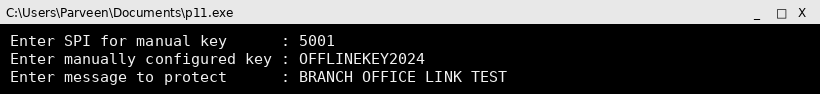 C:\Users\Parveen\Documents\p11.exe _ □ X
Enter SPI for manual key      : 5001
Enter manually configured key : OFFLINEKEY2024
Enter message to protect      : BRANCH OFFICE LINK TEST